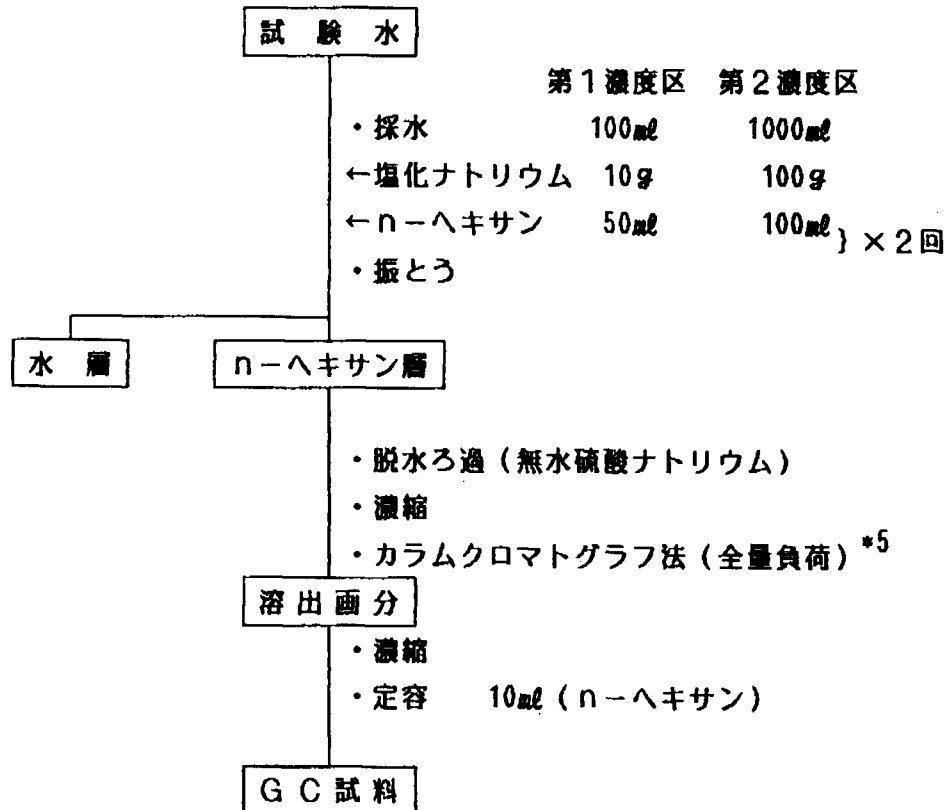 試験水
第1濃度区 第2濃度区
・採水 100ml 1000ml
←塩化ナトリウム 10g 100g
←n-ヘキサン 50ml 100ml } ×2回
・振とう
水層 n-ヘキサン層
・脱水ろ過(無水硫酸ナトリウム)
・濃縮
・カラムクロマトグラフ法(全量負荷)*5
溶出画分
・濃縮
・定容 10ml(n-ヘキサン)
GC試料